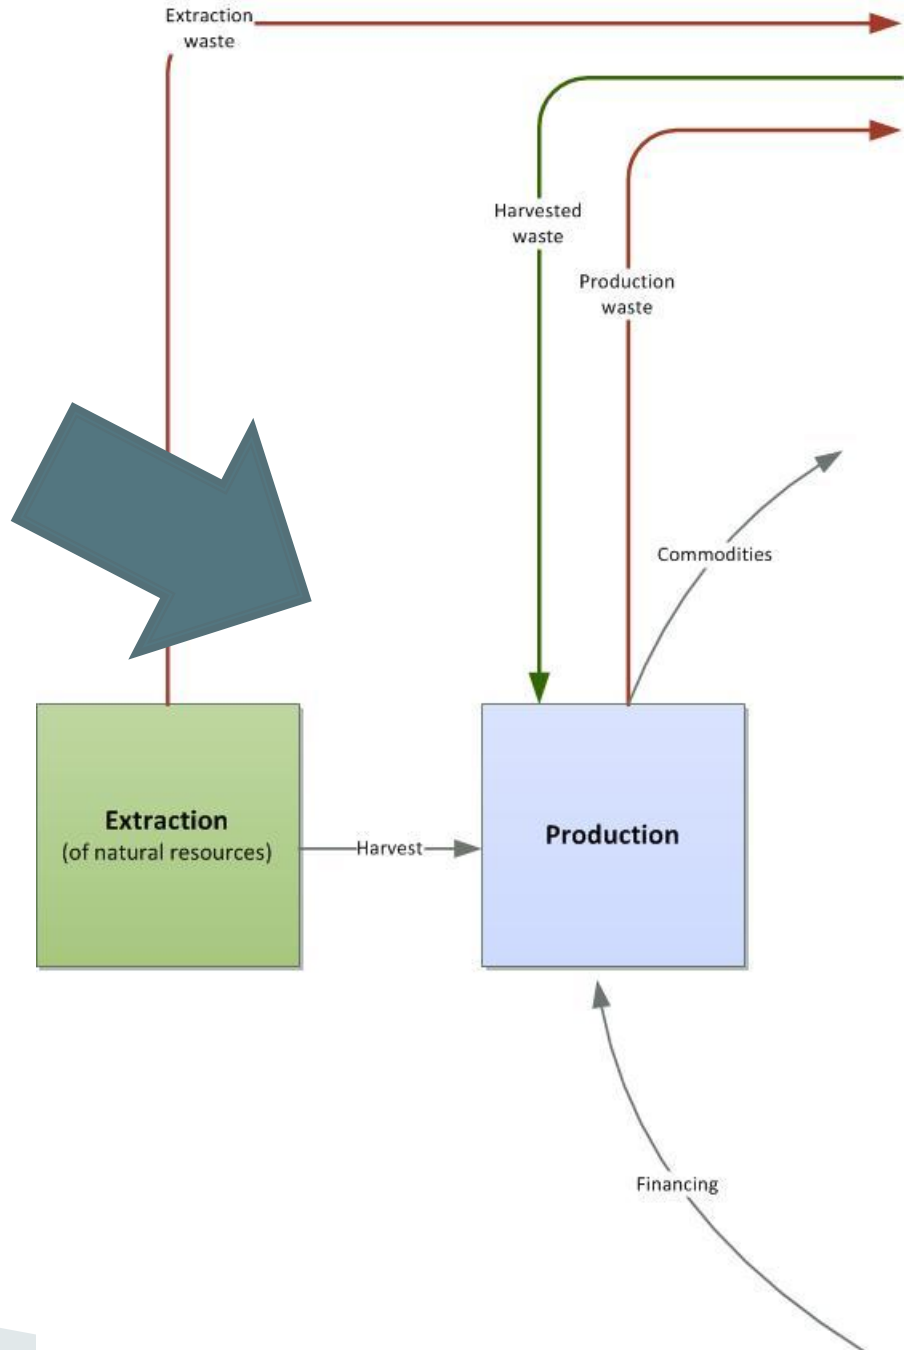 Extraction
waste
Harvested
waste
Production
waste
Commodities
Extraction
(of natural resources)
Harvest
Production
Financing